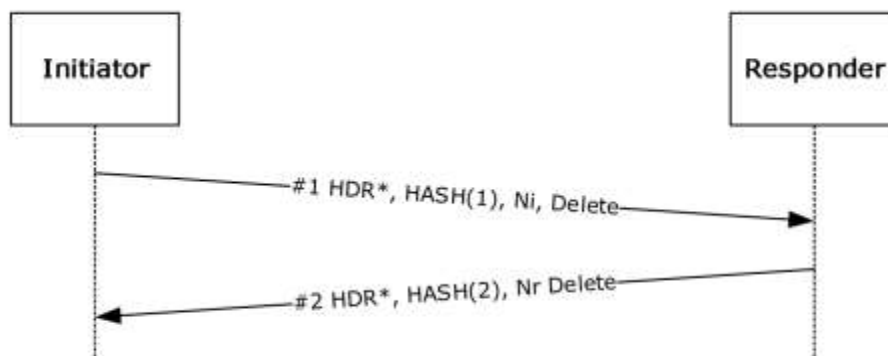 Initiator
Responder
#1 HDR*, HASH(1), Ni, Delete
#2 HDR*, HASH(2), Nr Delete